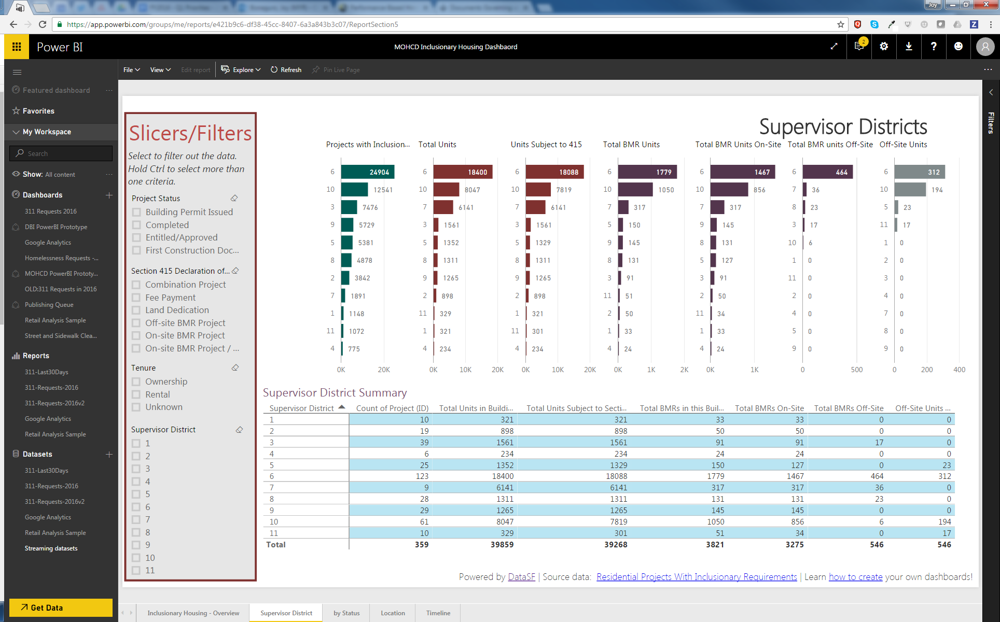 Joy
https://app.powerbi.com/groups/me/reports/e421b9c6-df38-45cc-8407-6a3a843b3c07/ReportSection5
Power BI
MOHCD Inclusionary Housing Dashbaord
2
File View Edit report Explore Refresh Pin Live Page
Featured dashboard
Favorites
My Workspace
Search
Show: All content
Dashboards
311 Requests 2016
DBI PowerBI Prototype
Google Analytics
Homelessness Requests -...
MOHCD PowerBI Prototy...
OLD:311 Requests in 2016
Publishing Queue
Retail Analysis Sample
Street and Sidewalk Clea...
Reports
311-Last30Days
311-Requests-2016
311-Requests-2016v2
Google Analytics
Retail Analysis Sample
Datasets
311-Last30Days
311-Requests-2016
311-Requests-2016v2
Google Analytics
Retail Analysis Sample
Streaming datasets
Get Data
Slicers/Filters
Select to filter out the data.
Hold Ctrl to select more than
one criteria.
Project Status
Building Permit Issued
Completed
Entitled/Approved
First Construction Doc...
Section 415 Declaration of...
Combination Project
Fee Payment
Land Dedication
Off-site BMR Project
On-site BMR Project
On-site BMR Project / ...
Tenure
Ownership
Rental
Unknown
Supervisor District
1
2
3
4
5
6
7
8
9
10
11
Supervisor Districts
Projects with Inclusion...
6 24904
10 12541
3 7476
9 5729
5 5381
8 4878
2 3842
7 1891
1 1148
11 1072
4 775
0K 20K
Total Units
6 18400
10 8047
7 6141
3 1561
5 1352
8 1311
9 1265
2 898
11 329
1 321
4 234
0K 10K 20K
Units Subject to 415
6 18088
10 7819
7 6141
3 1561
5 1329
8 1311
9 1265
2 898
1 321
11 301
4 234
0K 10K 20K
Total BMR Units
6 1779
10 1050
7 317
5 150
9 145
8 131
3 91
11 51
2 50
1 33
4 24
0K 1K 2K
Total BMR Units On-Site
6 1467
10 856
7 317
9 145
8 131
5 127
3 91
2 50
11 34
1 33
4 24
0K 1K
Total BMR units Off-Site
6 464
7 36
8 23
3 17
10 6
1 0
11 0
2 0
4 0
5 0
9 0
0 500
Off-Site Units
6 312
10 194
5 23
11 17
1 0
2 0
3 0
4 0
7 0
8 0
9 0
0 200 400
Supervisor District Summary
Supervisor District Count of Project (ID) Total Units in Buildi... Total Units Subject to Secti... Total BMRs in this Buil... Total BMRs On-Site Total BMRs Off-Site Off-Site Units ...
1 10 321 321 33 33 0 0
2 19 898 898 50 50 0 0
3 39 1561 1561 91 91 17 0
4 6 234 234 24 24 0 0
5 25 1352 1329 150 127 0 23
6 123 18400 18088 1779 1467 464 312
7 9 6141 6141 317 317 36 0
8 28 1311 1311 131 131 23 0
9 29 1265 1265 145 145 0 0
10 61 8047 7819 1050 856 6 194
11 10 329 301 51 34 0 17
Total 359 39859 39268 3821 3275 546 546
Powered by DataSF | Source data: Residential Projects With Inclusionary Requirements | Learn how to create your own dashboards!
Inclusionary Housing - Overview Supervisor District by Status Location Timeline
Filters